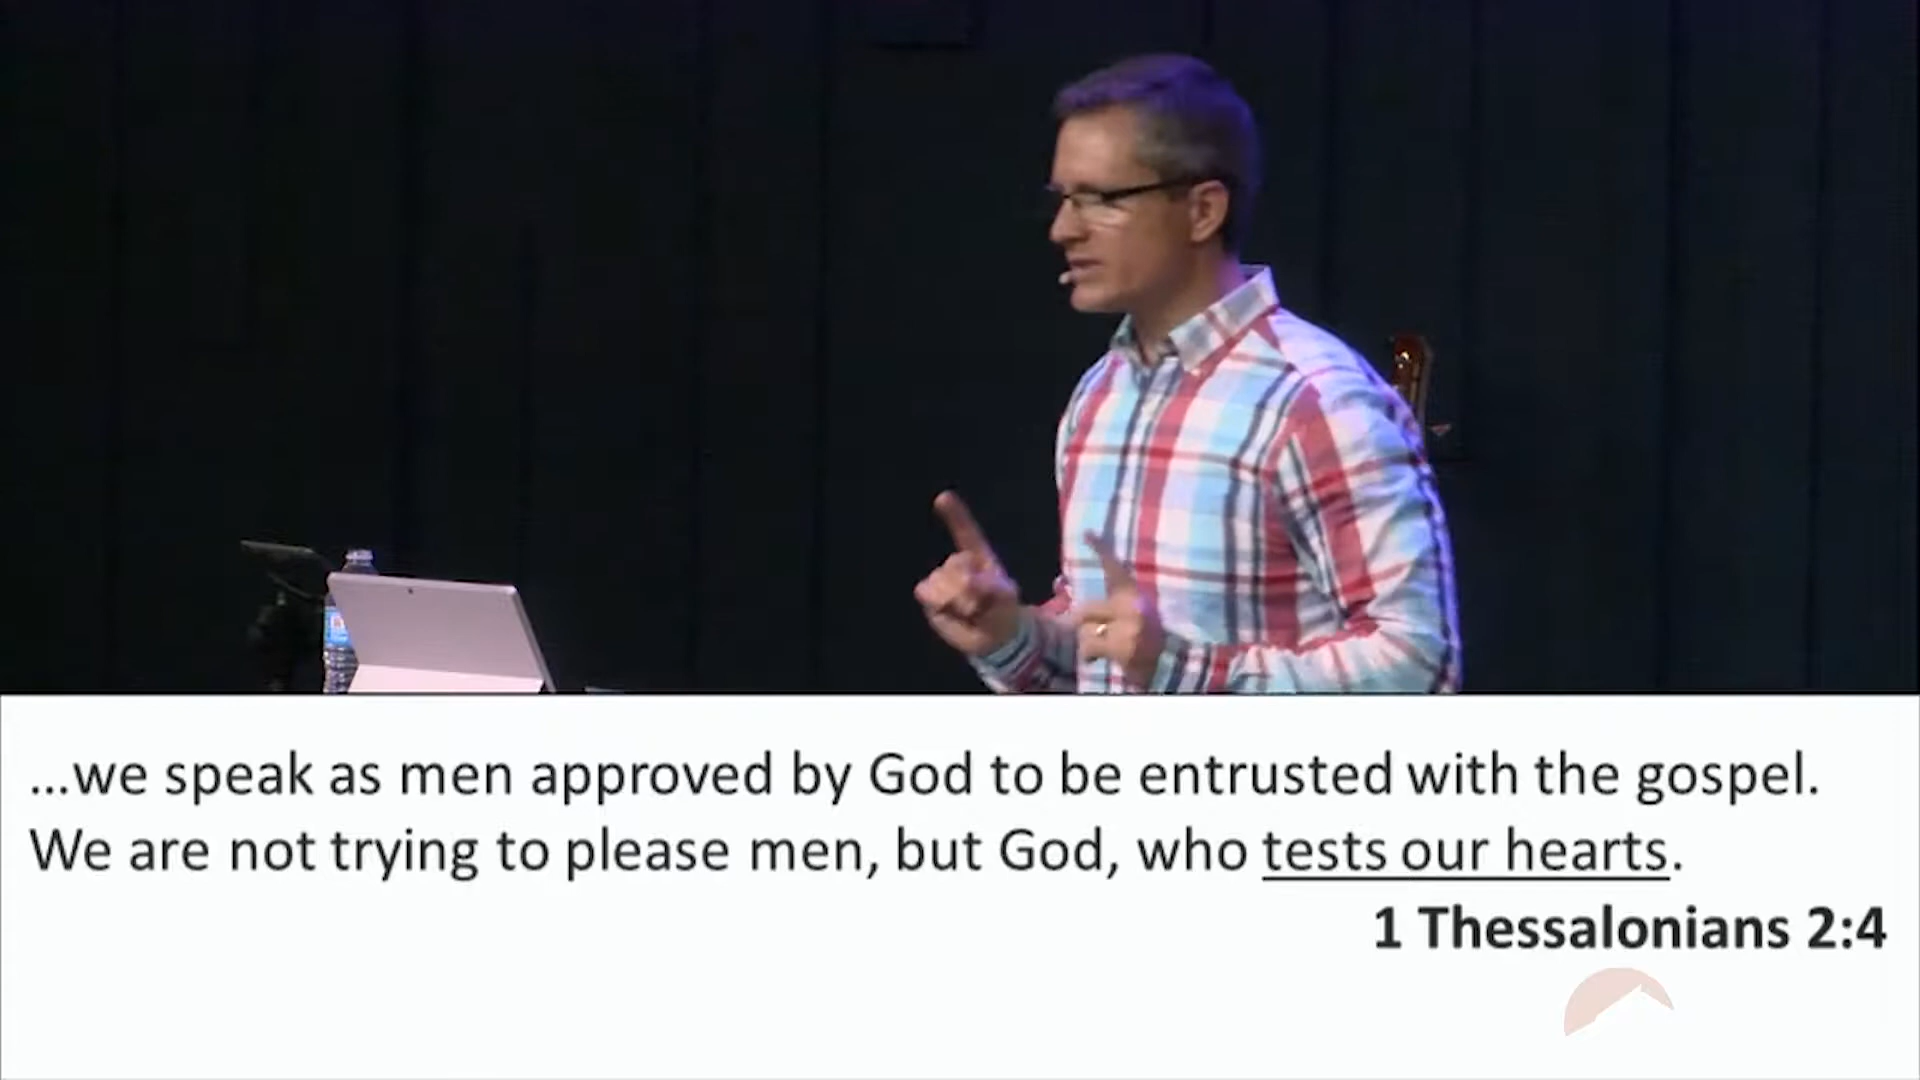 ...we speak as men approved by God to be entrusted with the gospel.
We are not trying to please men, but God, who tests our hearts.
1 Thessalonians 2:4